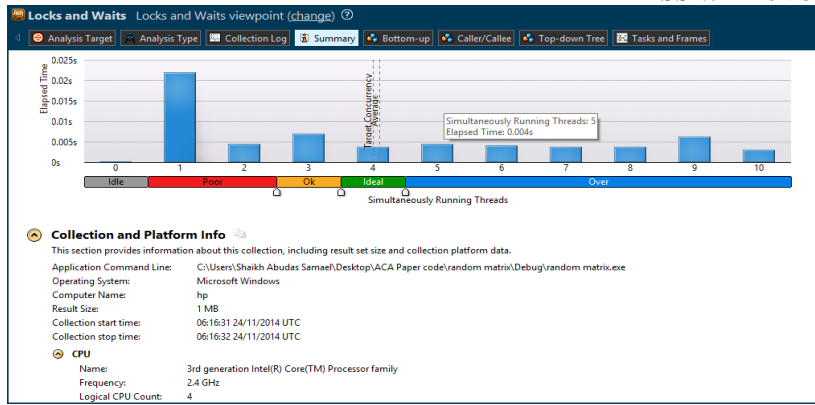 Locks and Waits Locks and Waits viewpoint (change) ?
Analysis Target Analysis Type Collection Log Summary Bottom-up Caller/Callee Top-down Tree Tasks and Frames
Elapsed Time
0.025s
0.02s
0.015s
0.01s
0.005s
0s
Target Concurrency
Average
Simultaneously Running Threads: 5
Elapsed Time: 0.004s
0 1 2 3 4 5 6 7 8 9 10
Idle Poor Ok Ideal Over
Simultaneously Running Threads
Collection and Platform Info
This section provides information about this collection, including result set size and collection platform data.
Application Command Line: C:\Users\Shaikh Abudas Samael\Desktop\ACA Paper code\random matrix\Debug\random matrix.exe
Operating System: Microsoft Windows
Computer Name: hp
Result Size: 1 MB
Collection start time: 06:16:31 24/11/2014 UTC
Collection stop time: 06:16:32 24/11/2014 UTC
CPU
Name: 3rd generation Intel(R) Core(TM) Processor family
Frequency: 2.4 GHz
Logical CPU Count: 4